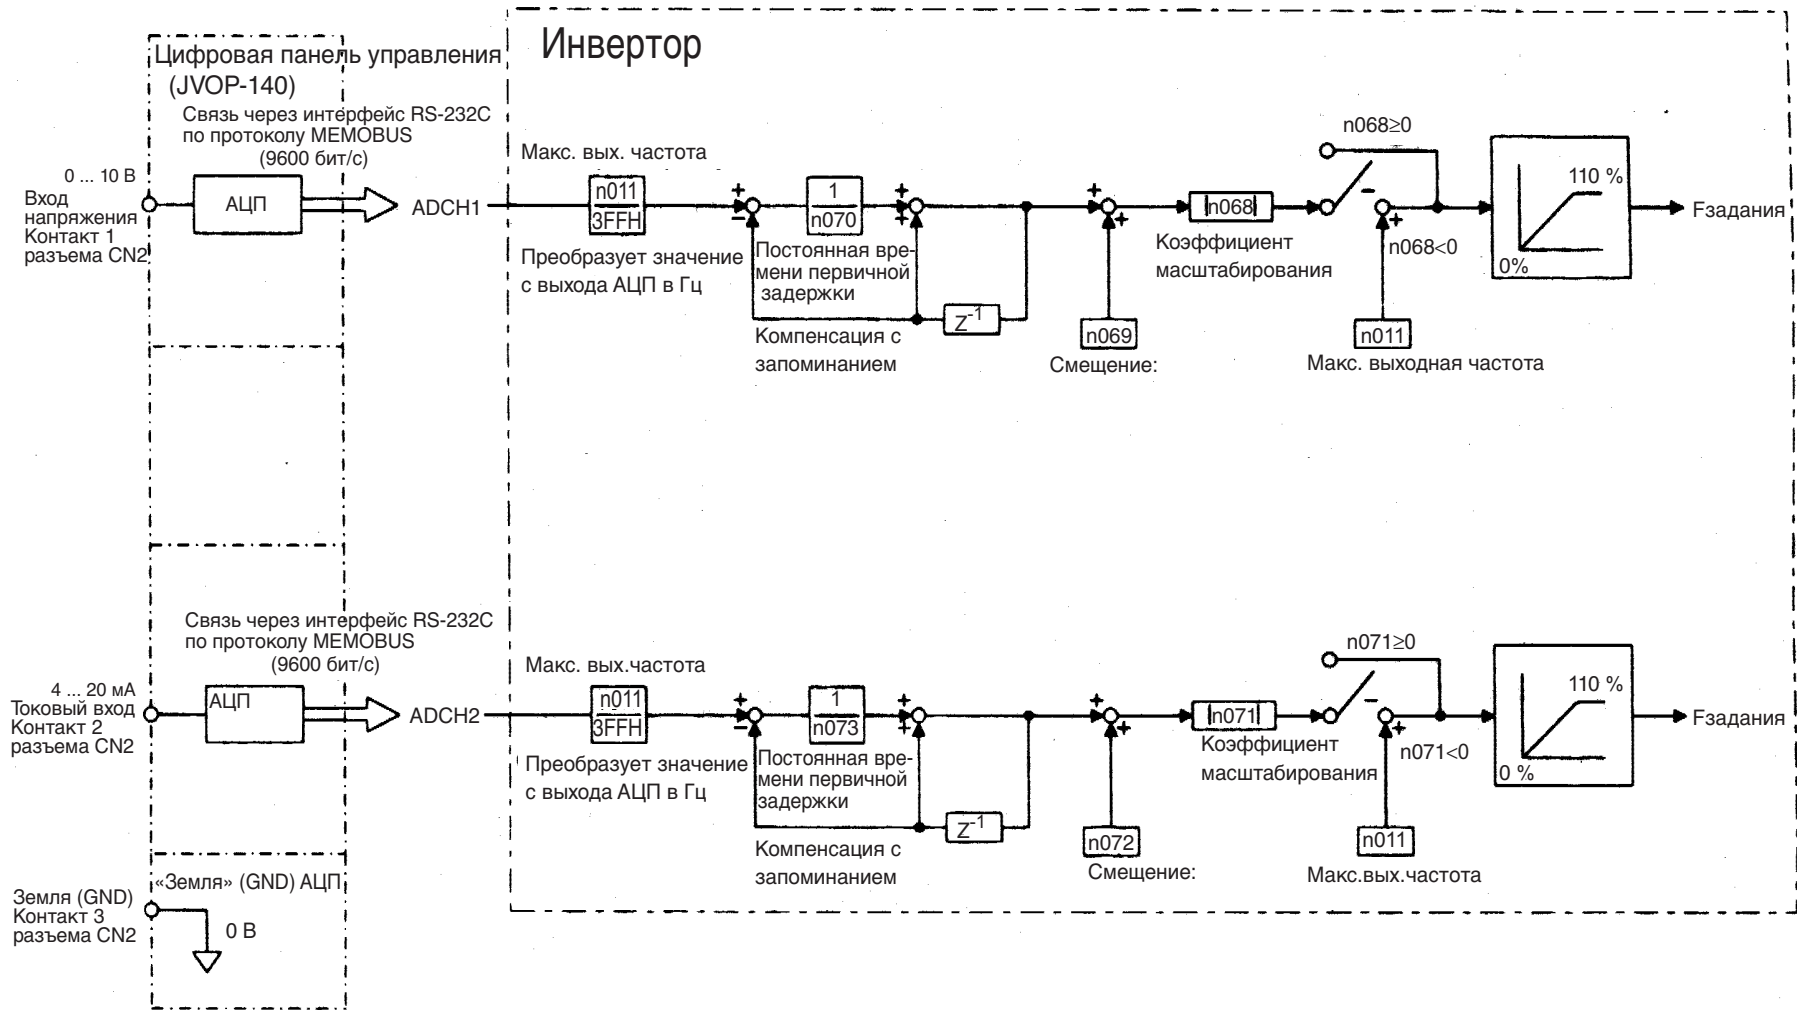 Инвертор
Цифровая панель управления
(JVOP-140)
Связь через интерфейс RS-232C
по протоколу MEMOBUS
(9600 бит/с)
0 ... 10 В
Вход
напряжения
Контакт 1
разъема CN2
АЦП
ADCH1
Макс. вых. частота
n011
3FFH
Преобразует значение
с выхода АЦП в Гц
+
−
1
n070
Постоянная вре-
мени первичной
задержки
+
+
Z-1
Компенсация с
запоминанием
+
+
n069
Смещение:
|n068|
Коэффициент
масштабирования
n068≥0
−
+
n068<0
n011
Макс. выходная частота
110 %
0%
Fзадания
Связь через интерфейс RS-232C
по протоколу MEMOBUS
(9600 бит/с)
4 ... 20 мА
Токовый вход
Контакт 2
разъема CN2
АЦП
ADCH2
Макс. вых.частота
n011
3FFH
Преобразует значение
с выхода АЦП в Гц
+
−
1
n073
Постоянная вре-
мени первичной
задержки
+
+
Z-1
Компенсация с
запоминанием
+
+
n072
Смещение:
|n071|
Коэффициент
масштабирования
n071≥0
−
+
n071<0
n011
Макс.вых.частота
110 %
0 %
Fзадания
«Земля» (GND) АЦП
Земля (GND)
Контакт 3
разъема CN2
0 В